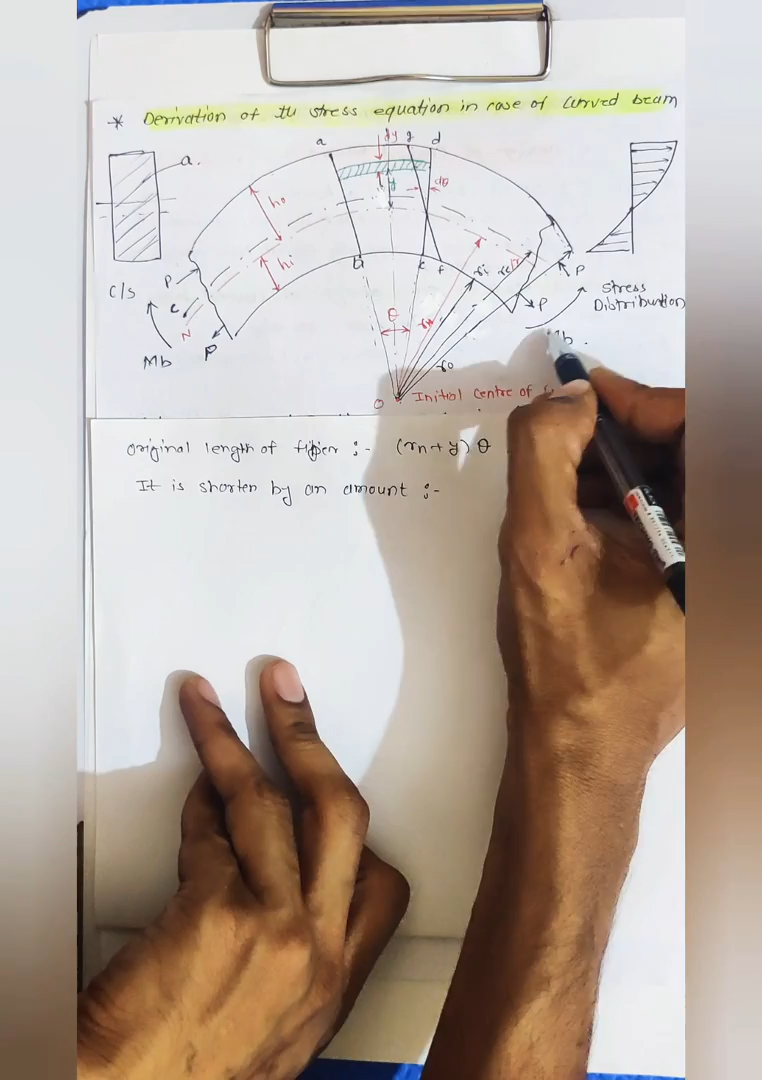 * Derivation of the stress equation in case of Curved beam
a g d
dy
a.
y dθ
ho
hi
b e f ri rc
P P
C/s c N θ rn P Stress
Distribution
Mb P Mb.
ro
O Initial Centre of
Original length of fiber :- (rn + y) θ
It is shorten by an amount :-